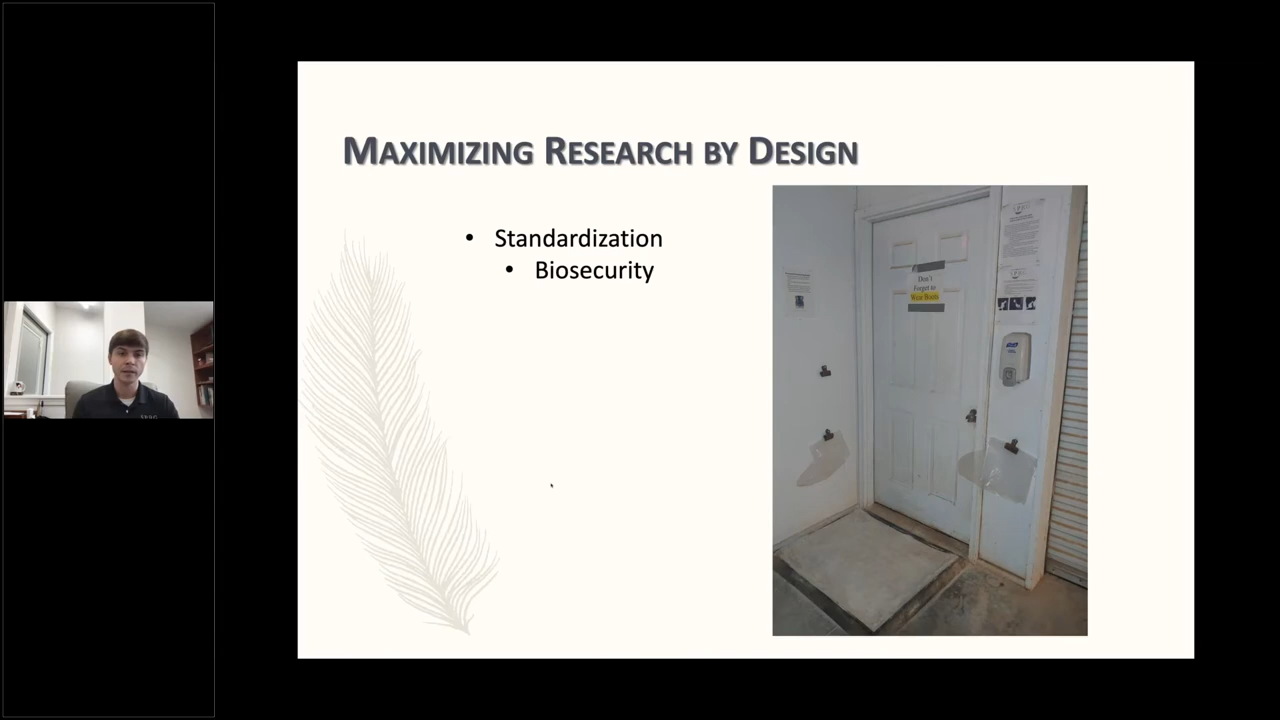 MAXIMIZING RESEARCH BY DESIGN
• Standardization
• Biosecurity
Don't
Forget to
Wear Boots